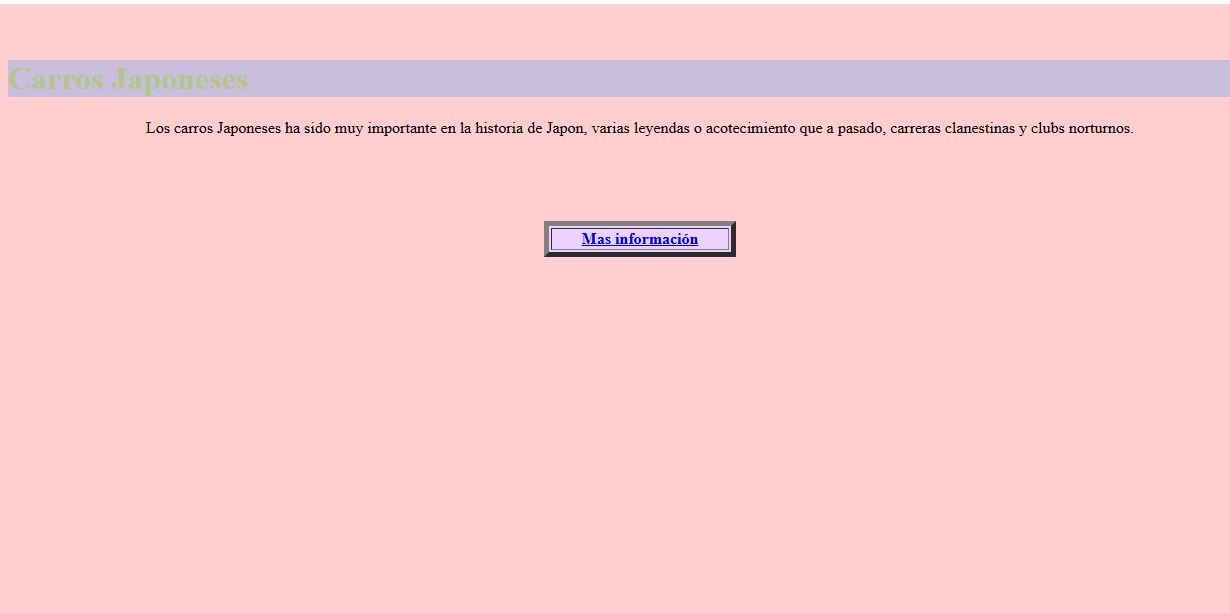 Carros Japoneses
Los carros Japoneses ha sido muy importante en la historia de Japon, varias leyendas o acotecimiento que a pasado, carreras clanestinas y clubs norturnos.
Mas información